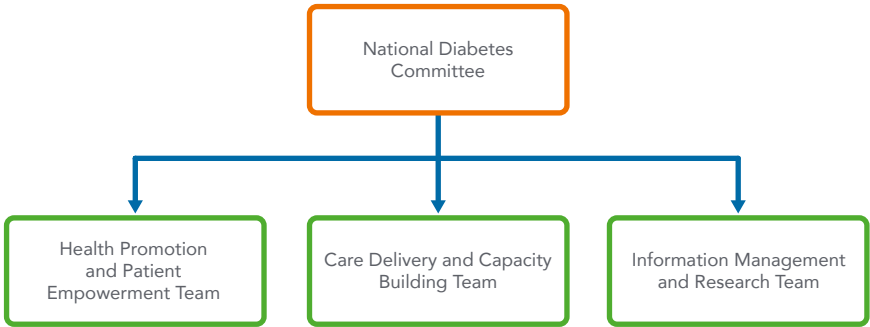 National Diabetes
Committee
Health Promotion
and Patient
Empowerment Team
Care Delivery and Capacity
Building Team
Information Management
and Research Team